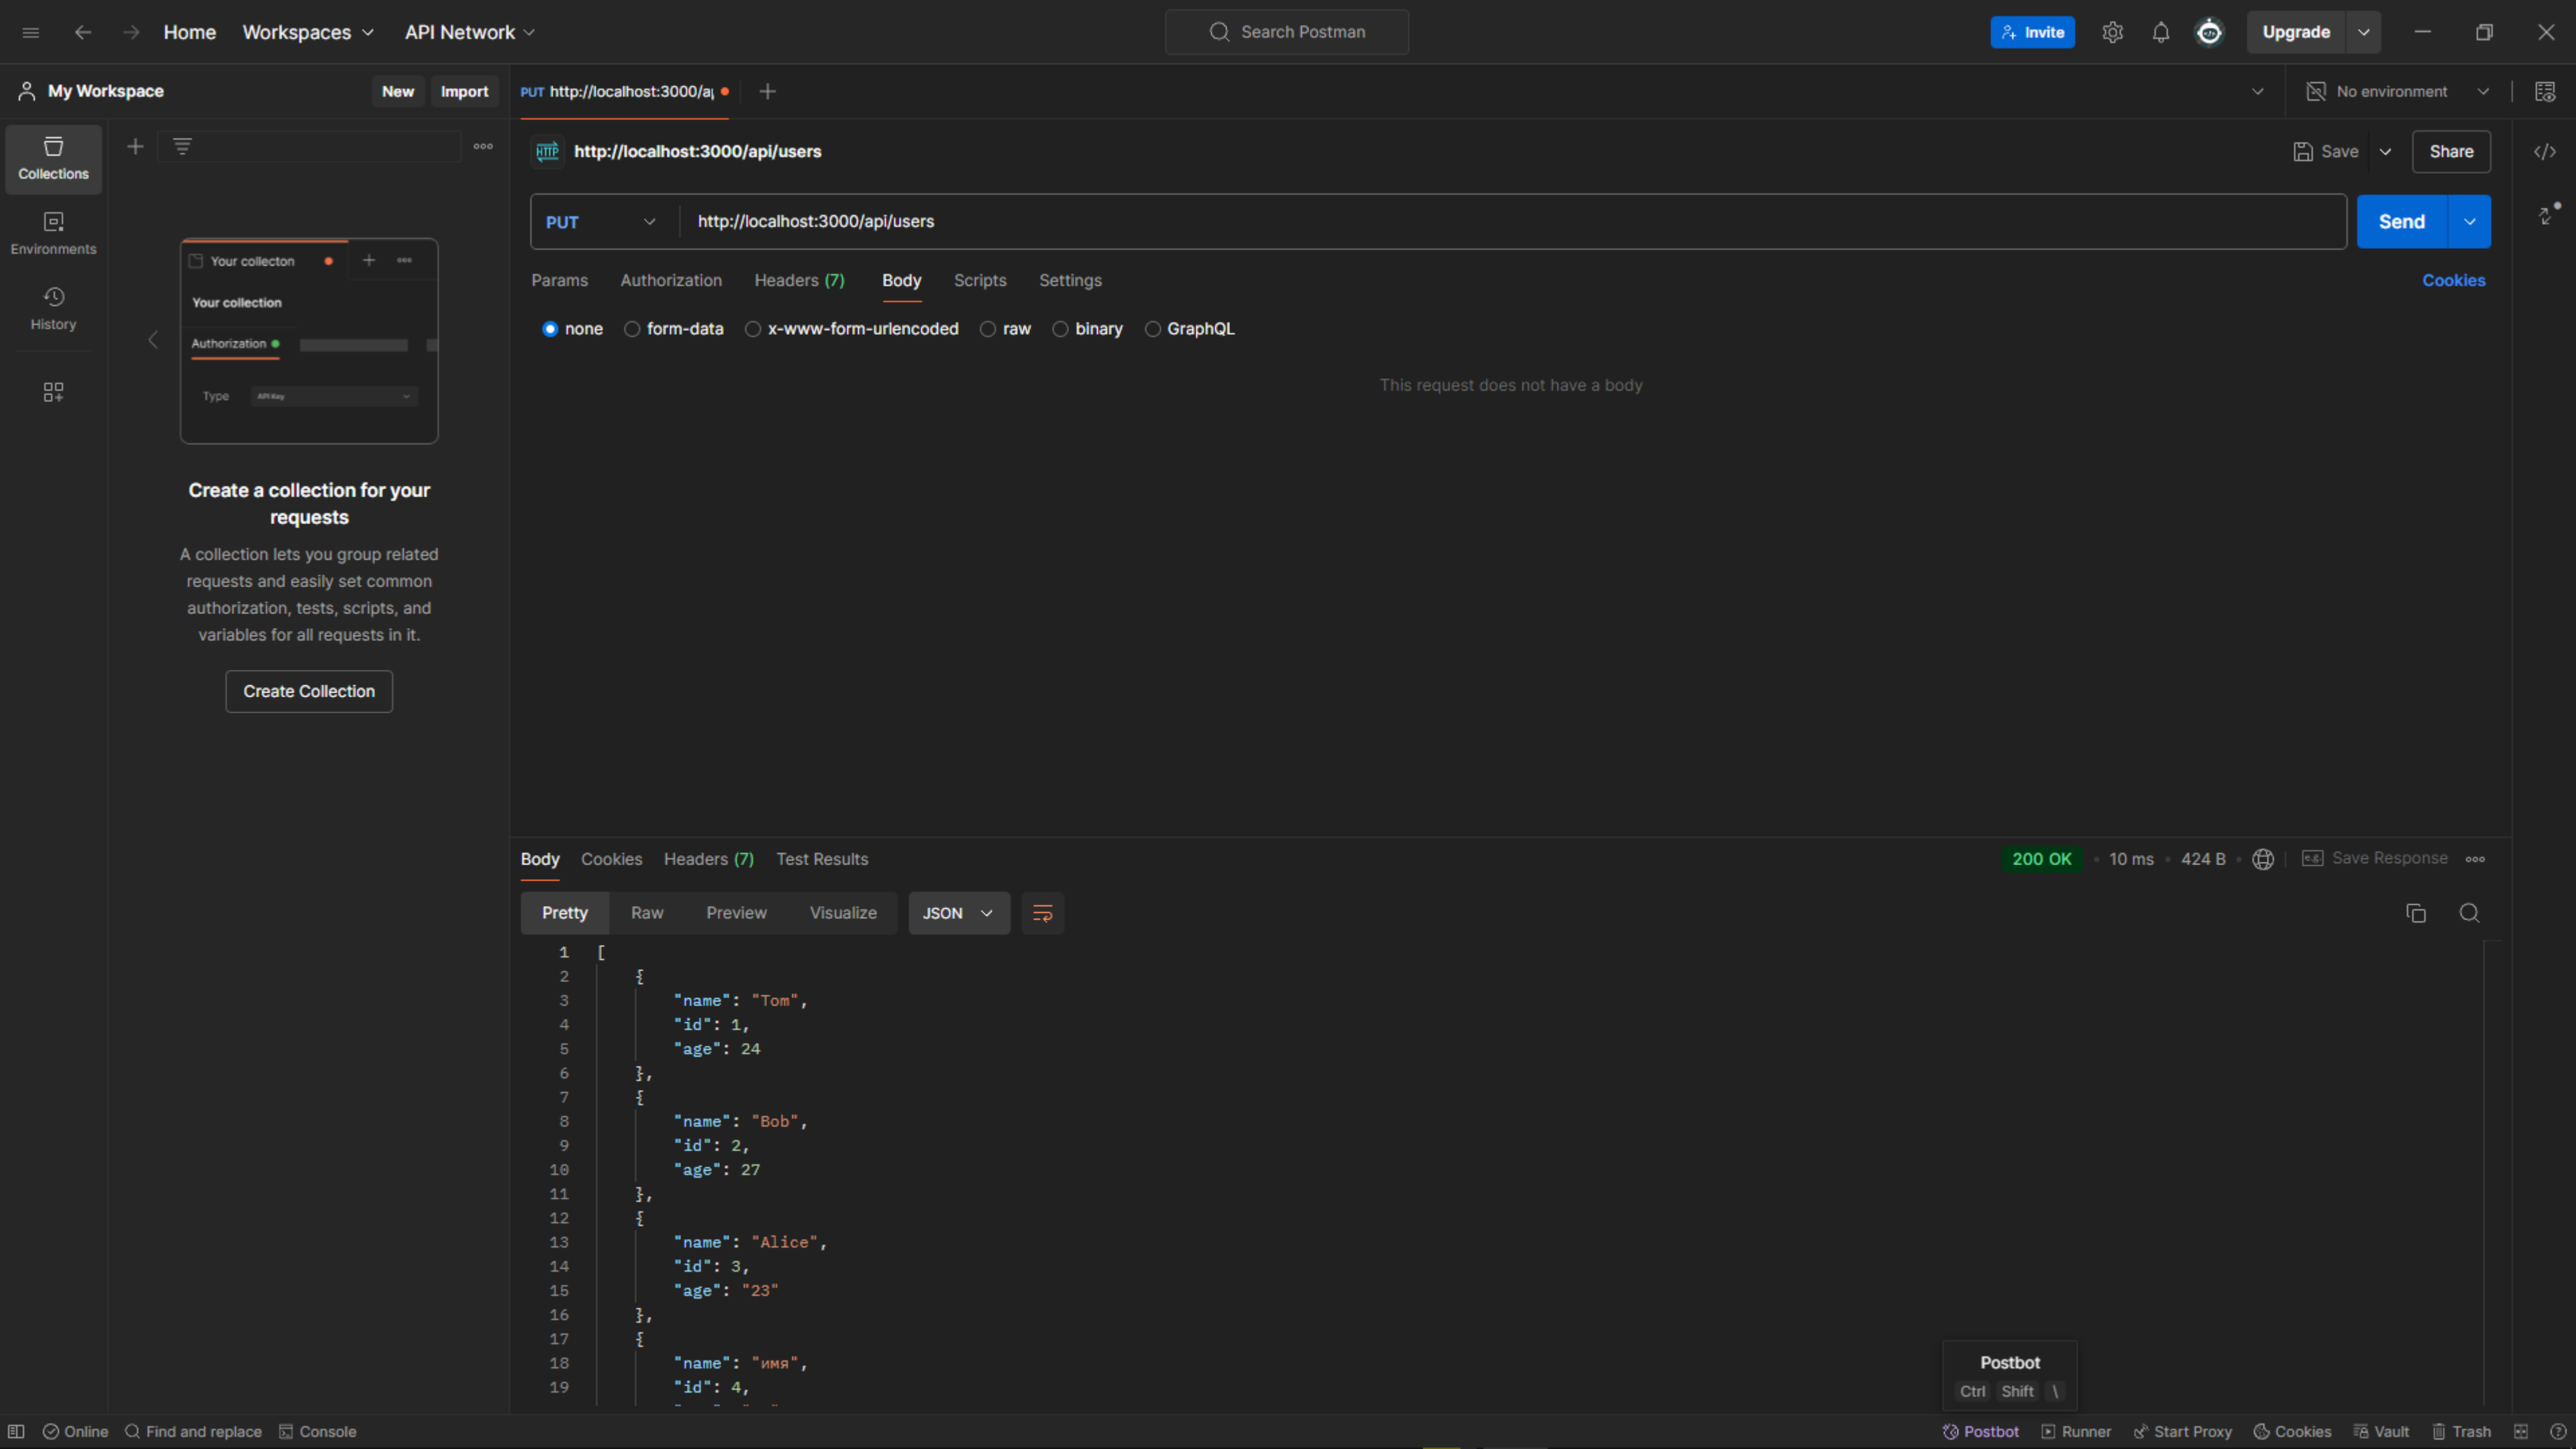 Home Workspaces API Network Search Postman Invite Upgrade
My Workspace New Import PUT http://localhost:3000/ap No environment
Collections
Environments
History
Your collecton
Your collection
Authorization
Type API Key
Create a collection for your
requests
A collection lets you group related
requests and easily set common
authorization, tests, scripts, and
variables for all requests in it.
Create Collection
HTTP http://localhost:3000/api/users Save Share
PUT http://localhost:3000/api/users Send
Params Authorization Headers (7) Body Scripts Settings Cookies
none form-data x-www-form-urlencoded raw binary GraphQL
This request does not have a body
Body Cookies Headers (7) Test Results 200 OK 10 ms 424 B e.g. Save Response
Pretty Raw Preview Visualize JSON
1 [
2 {
3 "name": "Tom",
4 "id": 1,
5 "age": 24
6 },
7 {
8 "name": "Bob",
9 "id": 2,
10 "age": 27
11 },
12 {
13 "name": "Alice",
14 "id": 3,
15 "age": "23"
16 },
17 {
18 "name": "имя",
19 "id": 4,
Postbot
Ctrl Shift \
Online Find and replace Console Postbot Runner Start Proxy Cookies Vault Trash